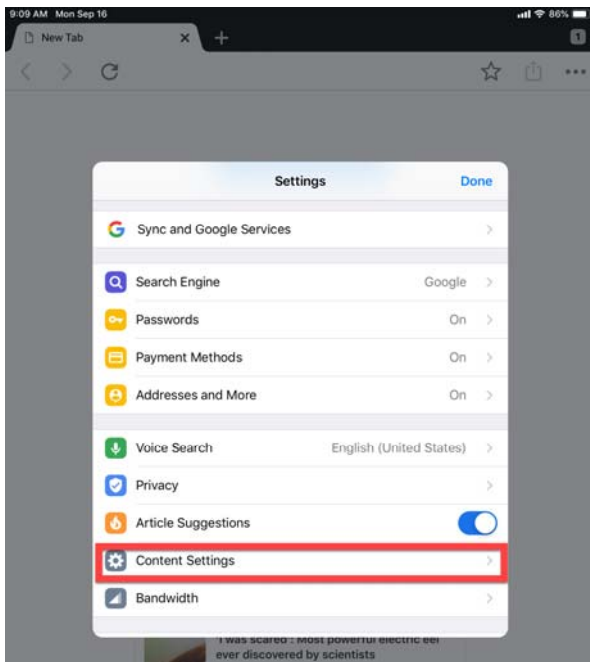 9:09 AM Mon Sep 16
86%
New Tab
1
Settings
Done
Sync and Google Services
Search Engine Google
Passwords On
Payment Methods On
Addresses and More On
Voice Search English (United States)
Privacy
Article Suggestions
Content Settings
Bandwidth
'I was scared': Most powerful electric eel
ever discovered by scientists